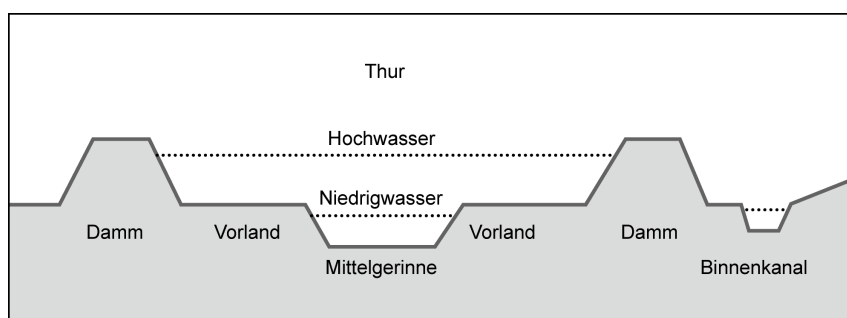 Thur
Hochwasser
Niedrigwasser
Damm
Vorland
Vorland
Damm
Mittelgerinne
Binnenkanal